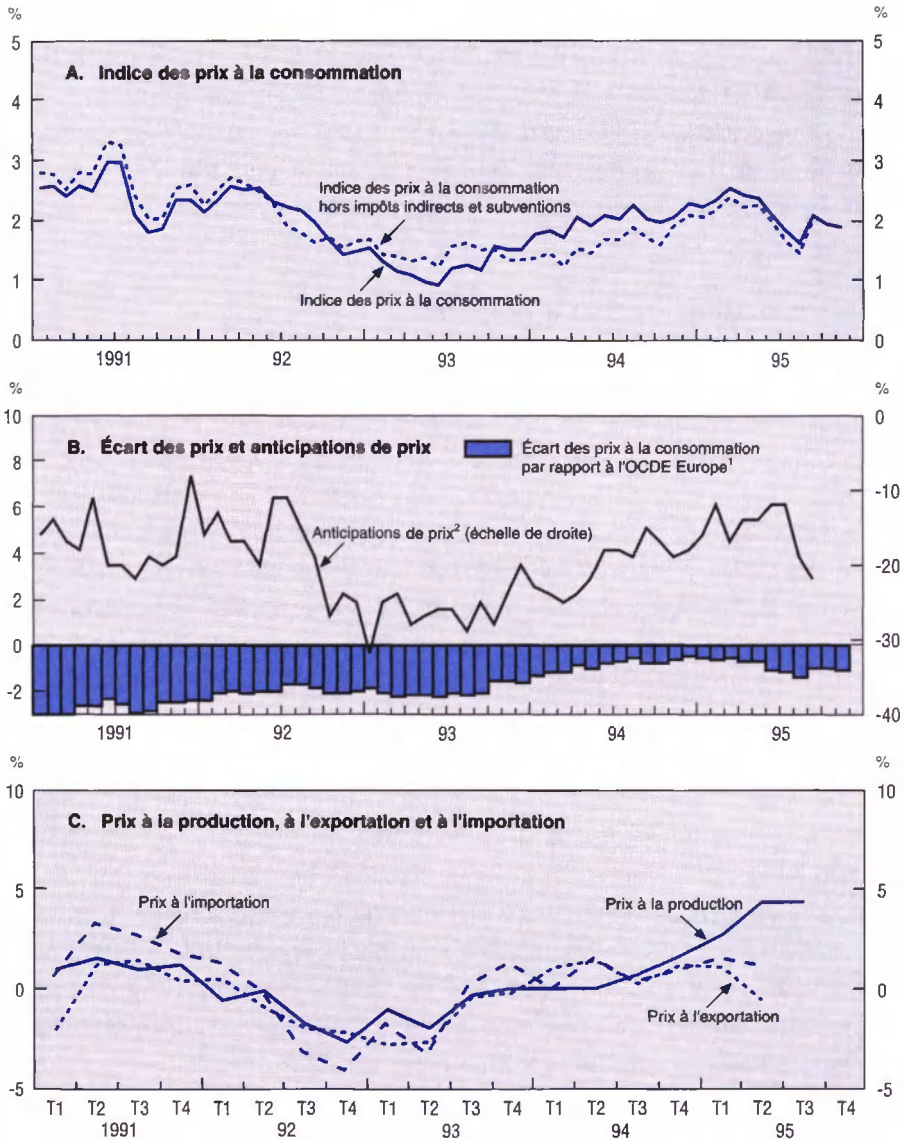 % %
A. Indice des prix à la consommation
5 5
4 4
3 3
2 2
1 1
0 0
Indice des prix à la consommation
hors impôts indirects et subventions
Indice des prix à la consommation
1991 92 93 94 95
% %
B. Écart des prix et anticipations de prix
Écart des prix à la consommation
par rapport à l'OCDE Europe¹
Anticipations de prix² (échelle de droite)
10 0
8
6 -10
4 -20
2
0 -30
-2 -40
1991 92 93 94 95
% %
C. Prix à la production, à l'exportation et à l'importation
10 10
5 5
0 0
-5 -5
Prix à l'importation
Prix à la production
Prix à l'exportation
T1 T2 T3 T4 T1 T2 T3 T4 T1 T2 T3 T4 T1 T2 T3 T4 T1 T2 T3 T4
1991 92 93 94 95